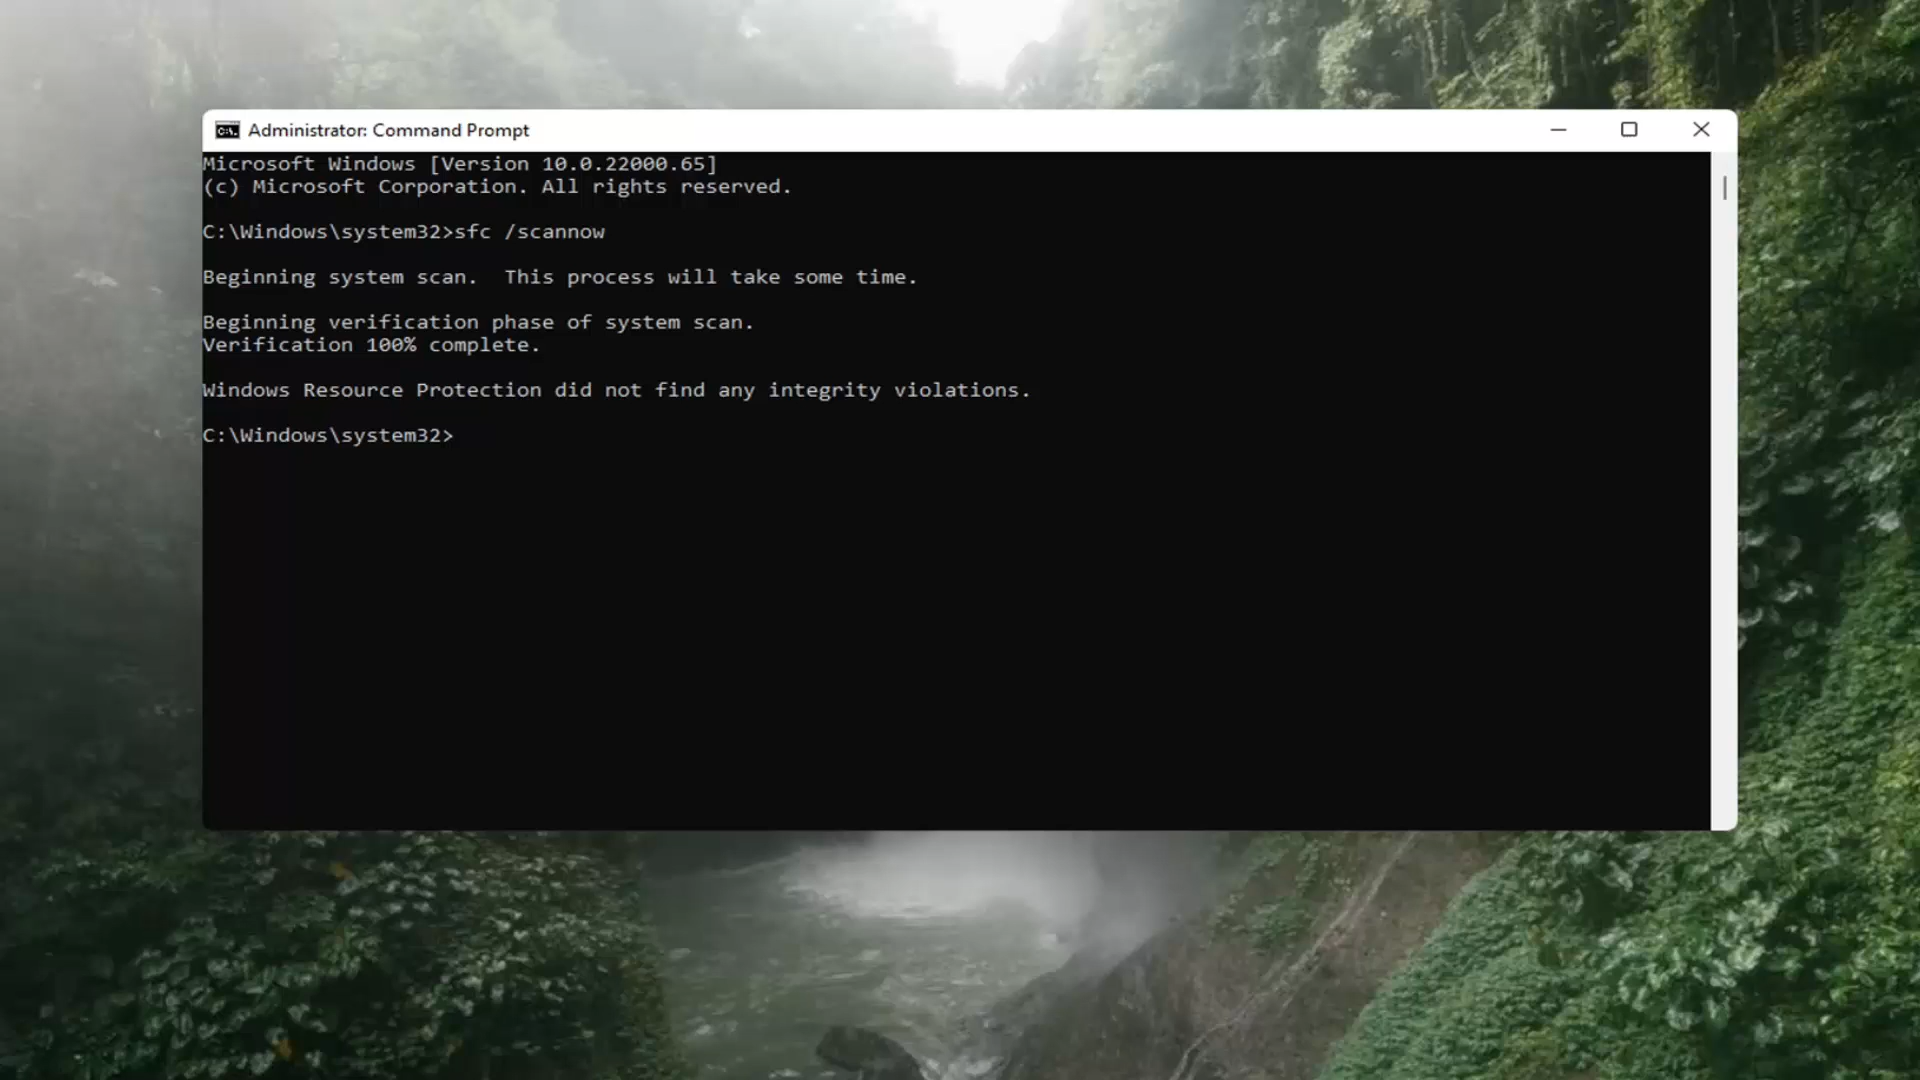 Administrator: Command Prompt
Microsoft Windows [Version 10.0.22000.65]
(c) Microsoft Corporation. All rights reserved.
C:\Windows\system32>sfc /scannow
Beginning system scan.  This process will take some time.
Beginning verification phase of system scan.
Verification 100% complete.
Windows Resource Protection did not find any integrity violations.
C:\Windows\system32>